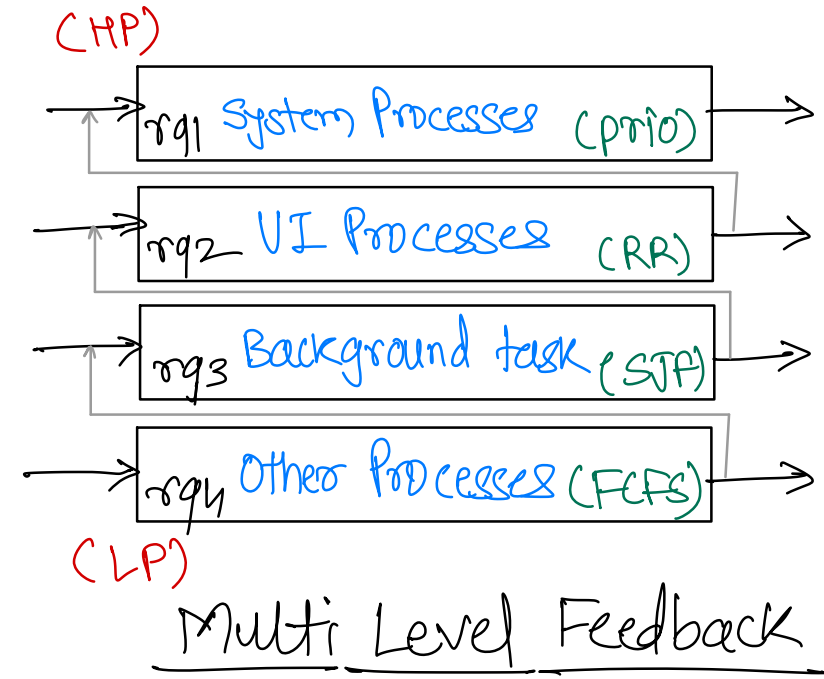 (HP)
rq1 System Processes (prio)
rq2 UI Processes (RR)
rq3 Background task (SJF)
rq4 Other Processes (FCFS)
(LP)
Multi Level Feedback